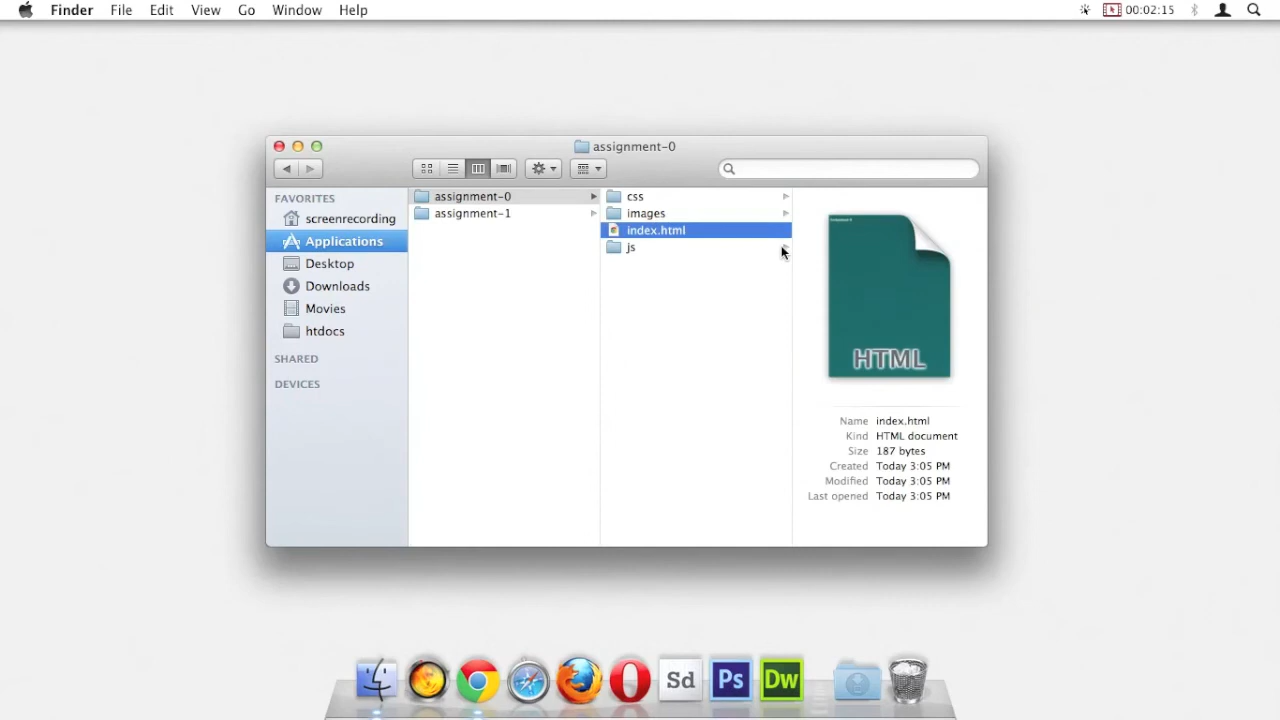 Finder File Edit View Go Window Help 00:02:15
assignment-0
FAVORITES
screenrecording
Applications
Desktop
Downloads
Movies
htdocs
SHARED
DEVICES
assignment-0
assignment-1
css
images
index.html
js
HTML
Name index.html
Kind HTML document
Size 187 bytes
Created Today 3:05 PM
Modified Today 3:05 PM
Last opened Today 3:05 PM
Sd Ps Dw